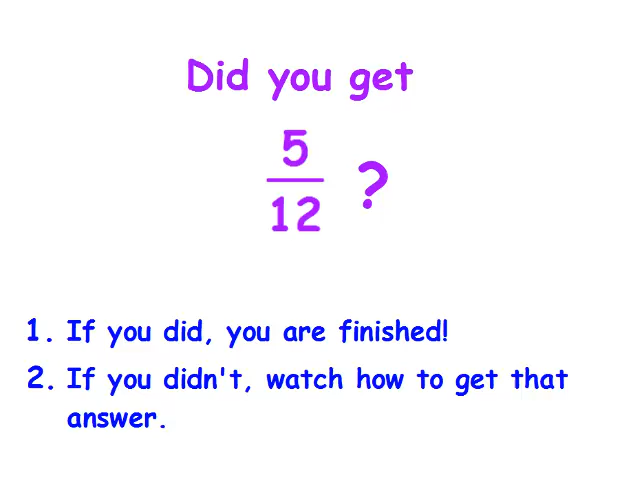 Did you get
5
12
?
1. If you did, you are finished!
2. If you didn't, watch how to get that
answer.